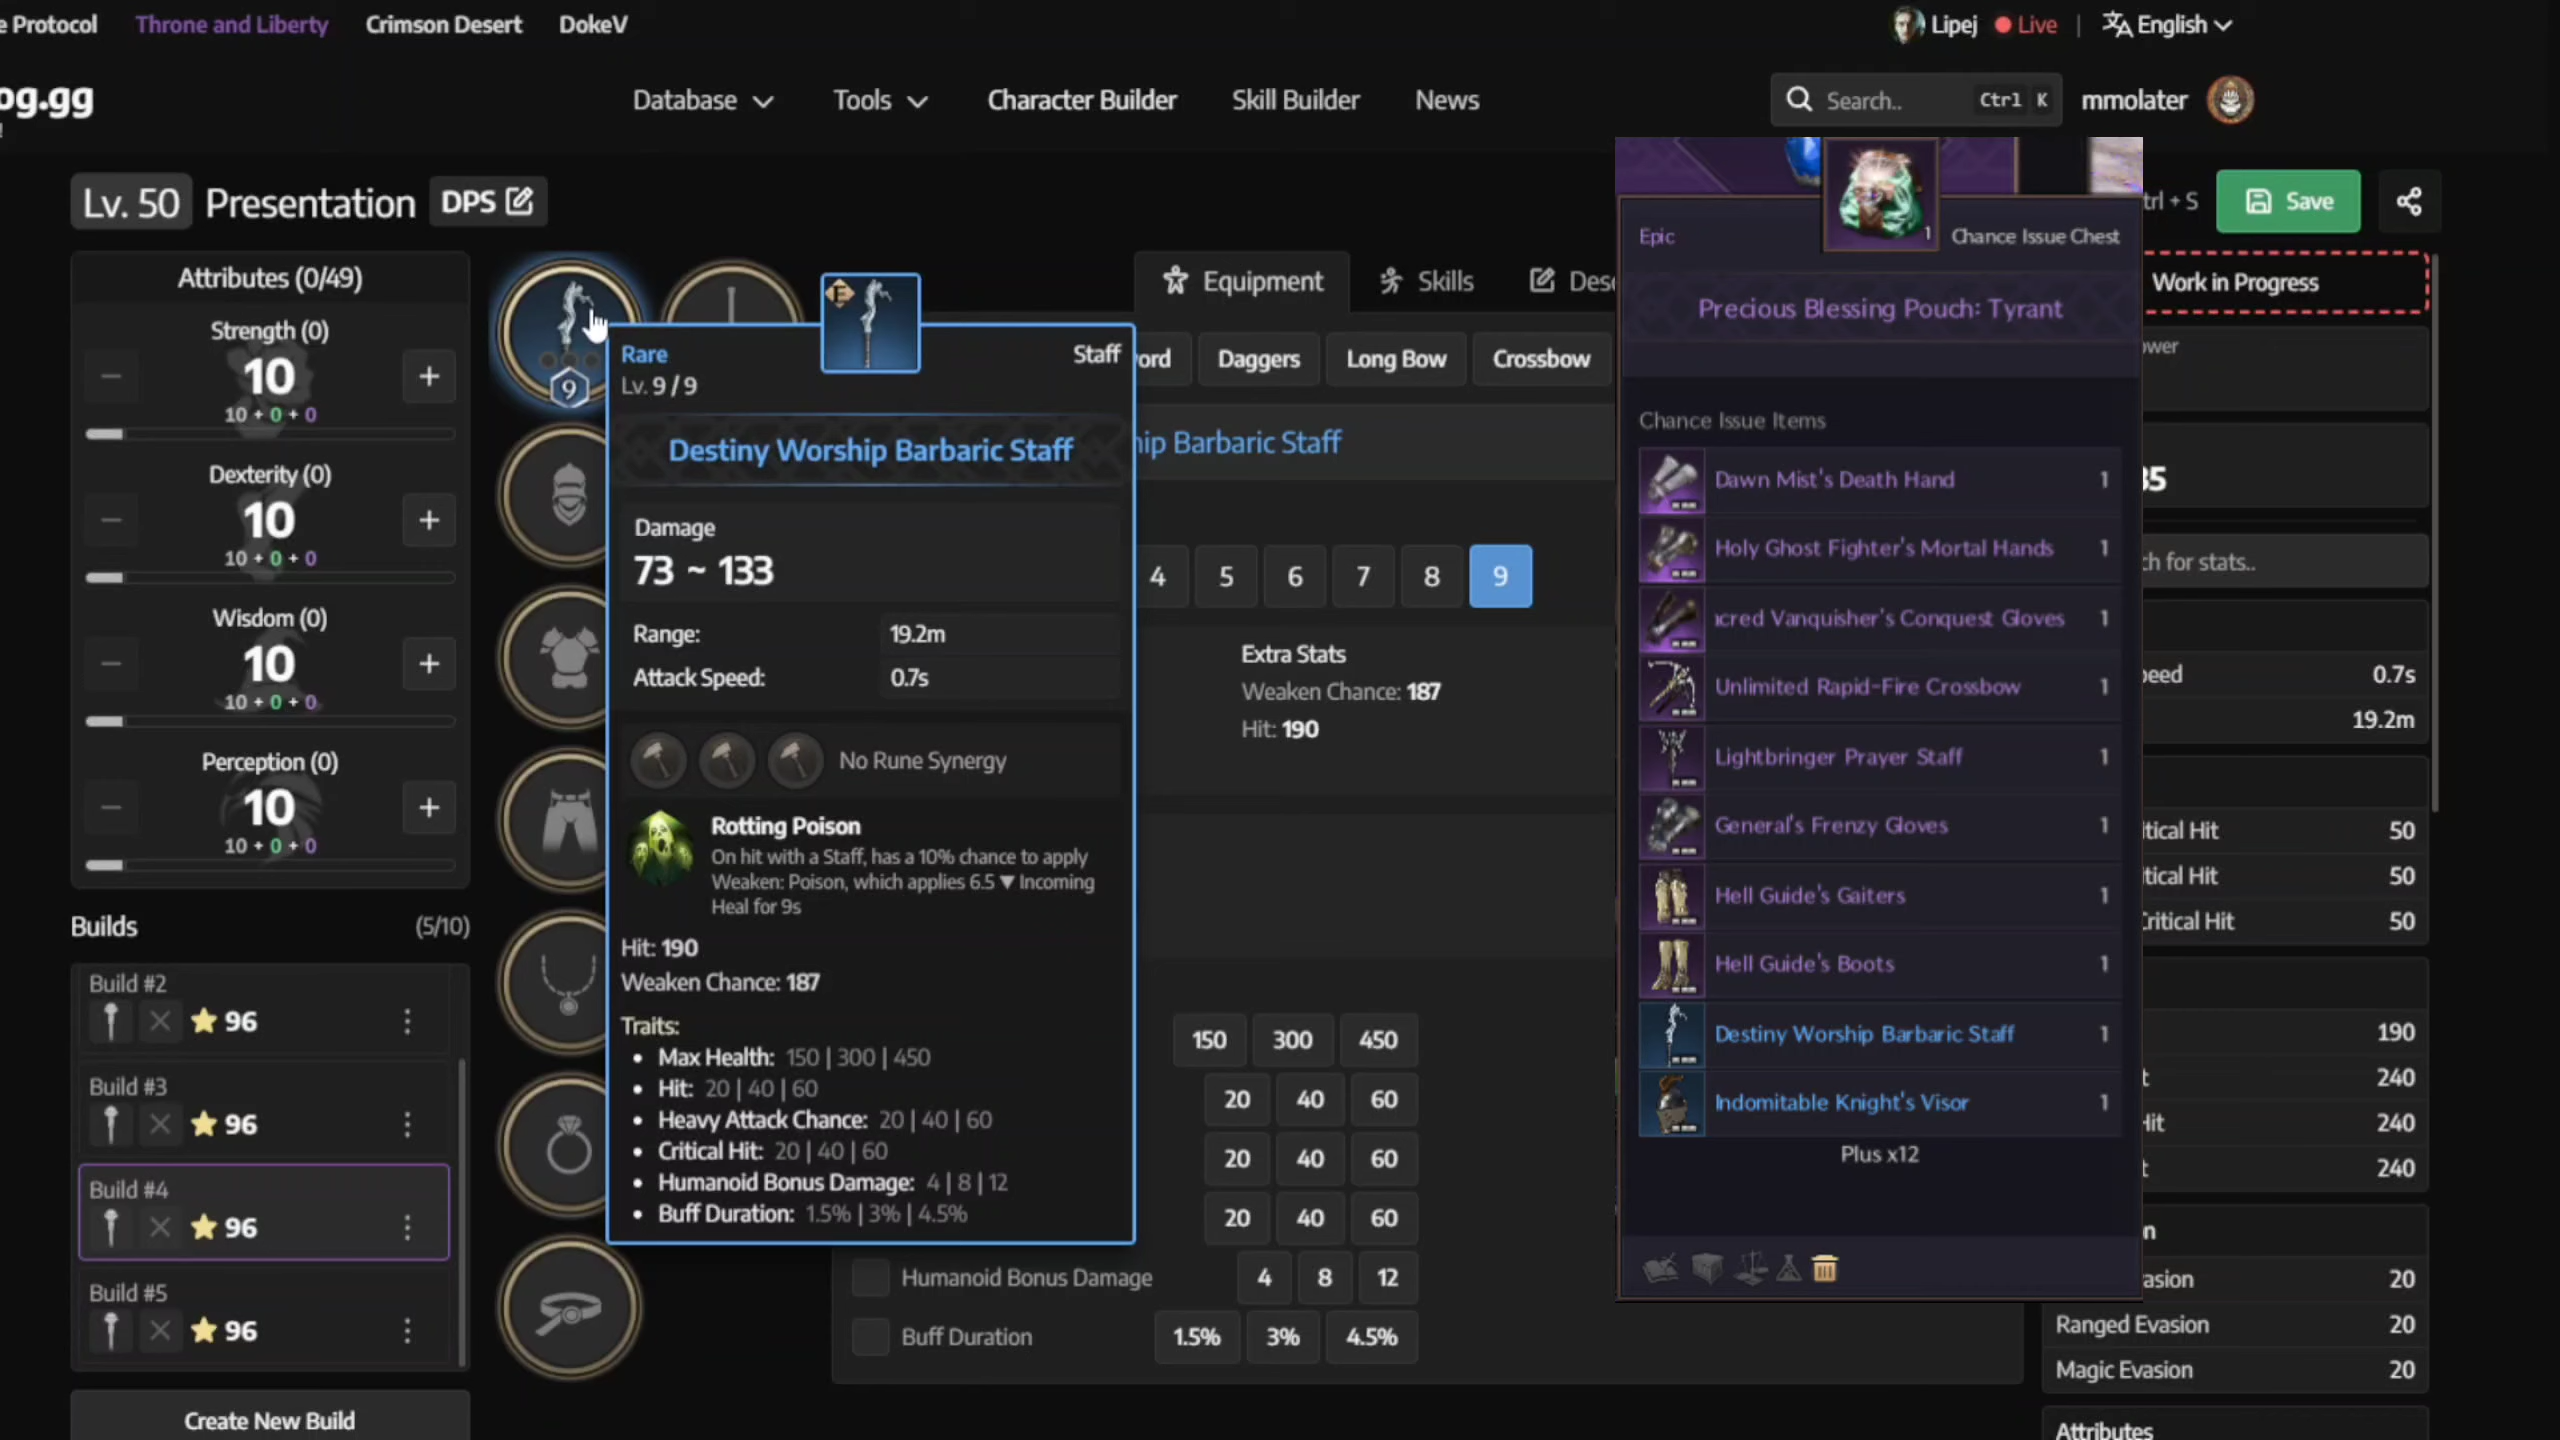 e Protocol
Throne and Liberty
Crimson Desert
DokeV
Lipej
Live
English
og.gg
Database
Tools
Character Builder
Skill Builder
News
Search..
Ctrl K
mmolater
Lv. 50
Presentation
DPS
trl + S
Save
Attributes (0/49)
Strength (0)
10
10 + 0 + 0
Dexterity (0)
10
10 + 0 + 0
Wisdom (0)
10
10 + 0 + 0
Perception (0)
10
10 + 0 + 0
Builds
(5/10)
Build #2
96
Build #3
96
Build #4
96
Build #5
96
Create New Build
9
E
Rare
Staff
Lv. 9 / 9
Destiny Worship Barbaric Staff
Damage
73 ~ 133
Range:
19.2m
Attack Speed:
0.7s
No Rune Synergy
Rotting Poison
On hit with a Staff, has a 10% chance to apply
Weaken: Poison, which applies 6.5 ▼ Incoming
Heal for 9s
Hit: 190
Weaken Chance: 187
Traits:
• Max Health: 150 | 300 | 450
• Hit: 20 | 40 | 60
• Heavy Attack Chance: 20 | 40 | 60
• Critical Hit: 20 | 40 | 60
• Humanoid Bonus Damage: 4 | 8 | 12
• Buff Duration: 1.5% | 3% | 4.5%
Equipment
Skills
Des
ord
Daggers
Long Bow
Crossbow
hip Barbaric Staff
4 5 6 7 8 9
Extra Stats
Weaken Chance: 187
Hit: 190
150 300 450
20 40 60
20 40 60
20 40 60
Humanoid Bonus Damage
4 8 12
Buff Duration
1.5% 3% 4.5%
1
Epic
Chance Issue Chest
Precious Blessing Pouch: Tyrant
Chance Issue Items
Dawn Mist's Death Hand 1
Holy Ghost Fighter's Mortal Hands 1
acred Vanquisher's Conquest Gloves 1
Unlimited Rapid-Fire Crossbow 1
Lightbringer Prayer Staff 1
General's Frenzy Gloves 1
Hell Guide's Gaiters 1
Hell Guide's Boots 1
Destiny Worship Barbaric Staff 1
Indomitable Knight's Visor 1
Plus x12
Work in Progress
ower
35
ch for stats..
peed 0.7s
19.2m
itical Hit 50
itical Hit 50
Critical Hit 50
190
t 240
Hit 240
t 240
n
asion 20
Ranged Evasion 20
Magic Evasion 20
Attributes